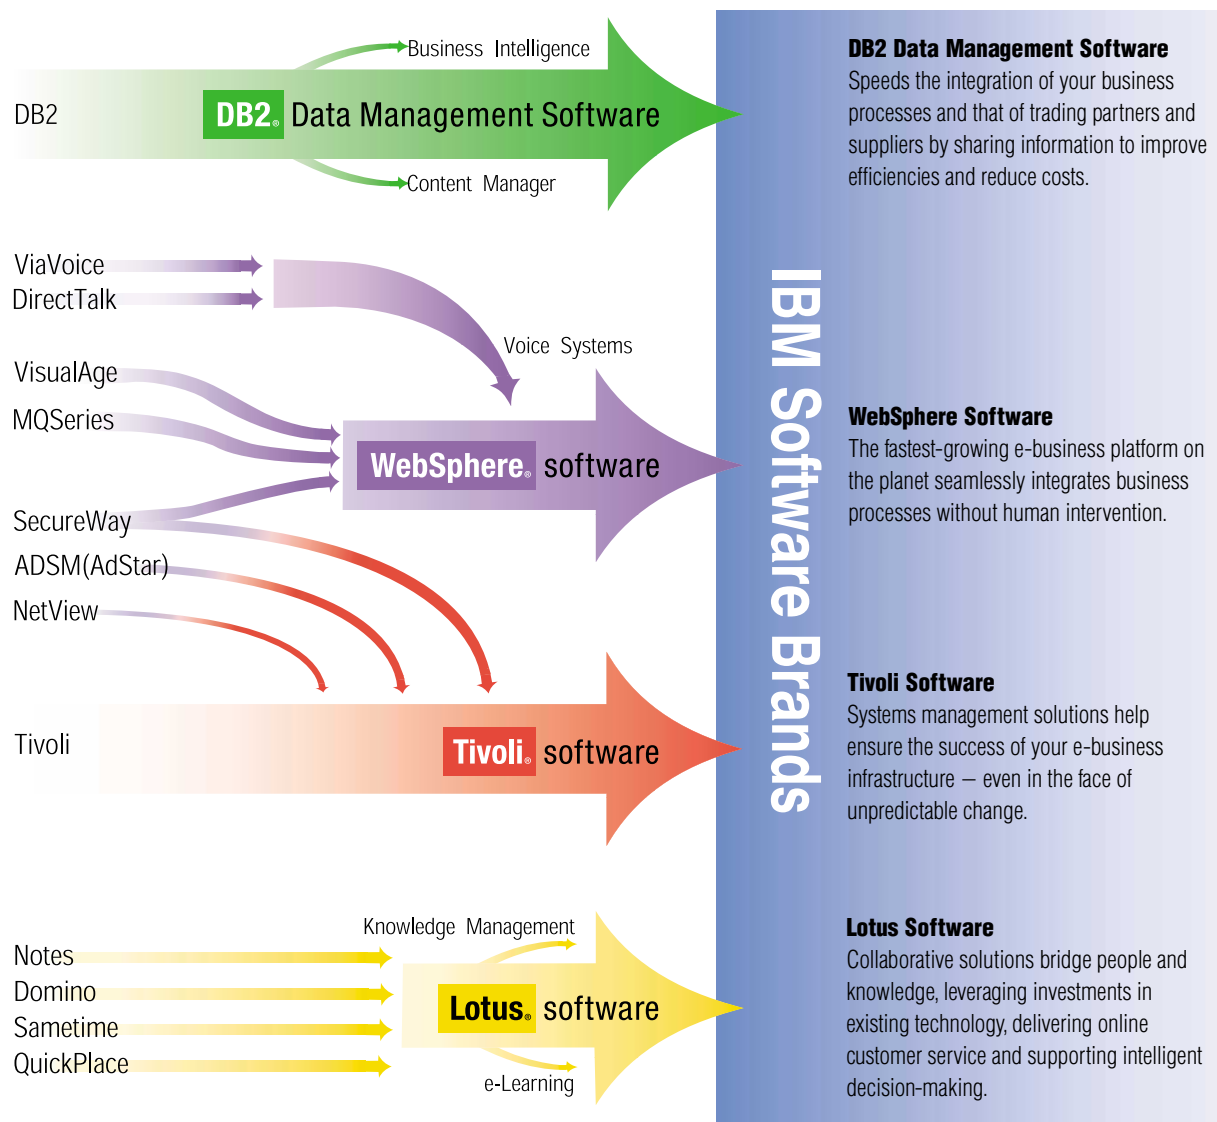 Business Intelligence
DB2
DB2® Data Management Software
Content Manager
ViaVoice
DirectTalk
Voice Systems
VisualAge
MQSeries
WebSphere® software
SecureWay
ADSM(AdStar)
NetView
Tivoli
Tivoli® software
Knowledge Management
Notes
Domino
Sametime
QuickPlace
Lotus® software
e-Learning
IBM Software Brands
DB2 Data Management Software
Speeds the integration of your business
processes and that of trading partners and
suppliers by sharing information to improve
efficiencies and reduce costs.
WebSphere Software
The fastest-growing e-business platform on
the planet seamlessly integrates business
processes without human intervention.
Tivoli Software
Systems management solutions help
ensure the success of your e-business
infrastructure — even in the face of
unpredictable change.
Lotus Software
Collaborative solutions bridge people and
knowledge, leveraging investments in
existing technology, delivering online
customer service and supporting intelligent
decision-making.